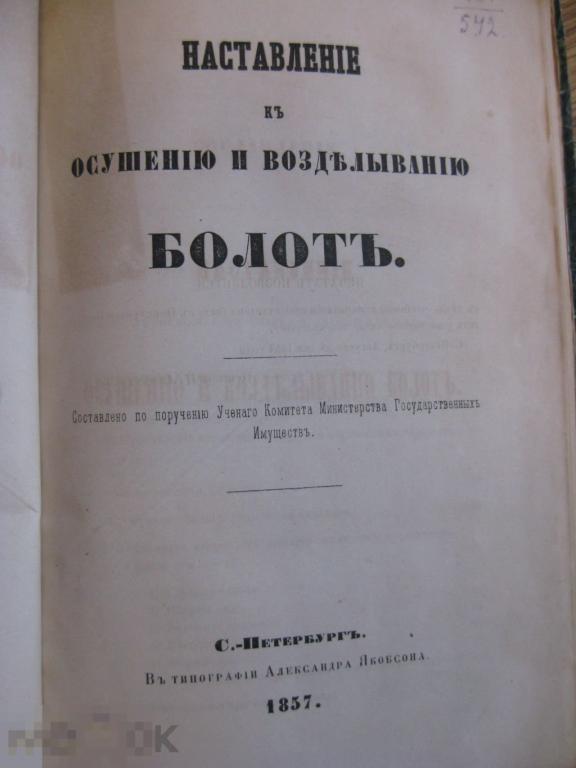 542
НАСТАВЛЕНІЕ
КЪ
ОСУШЕНІЮ И ВОЗДѢЛЫВАНІЮ
БОЛОТЪ.
Составлено по порученію Ученаго Комитета Министерства Государственныхъ
Имуществъ.
С.-ПЕТЕРБУРГЪ.
ВЪ ТИПОГРАФІИ АЛЕКСАНДРА ЯКОБСОНА.
1857.